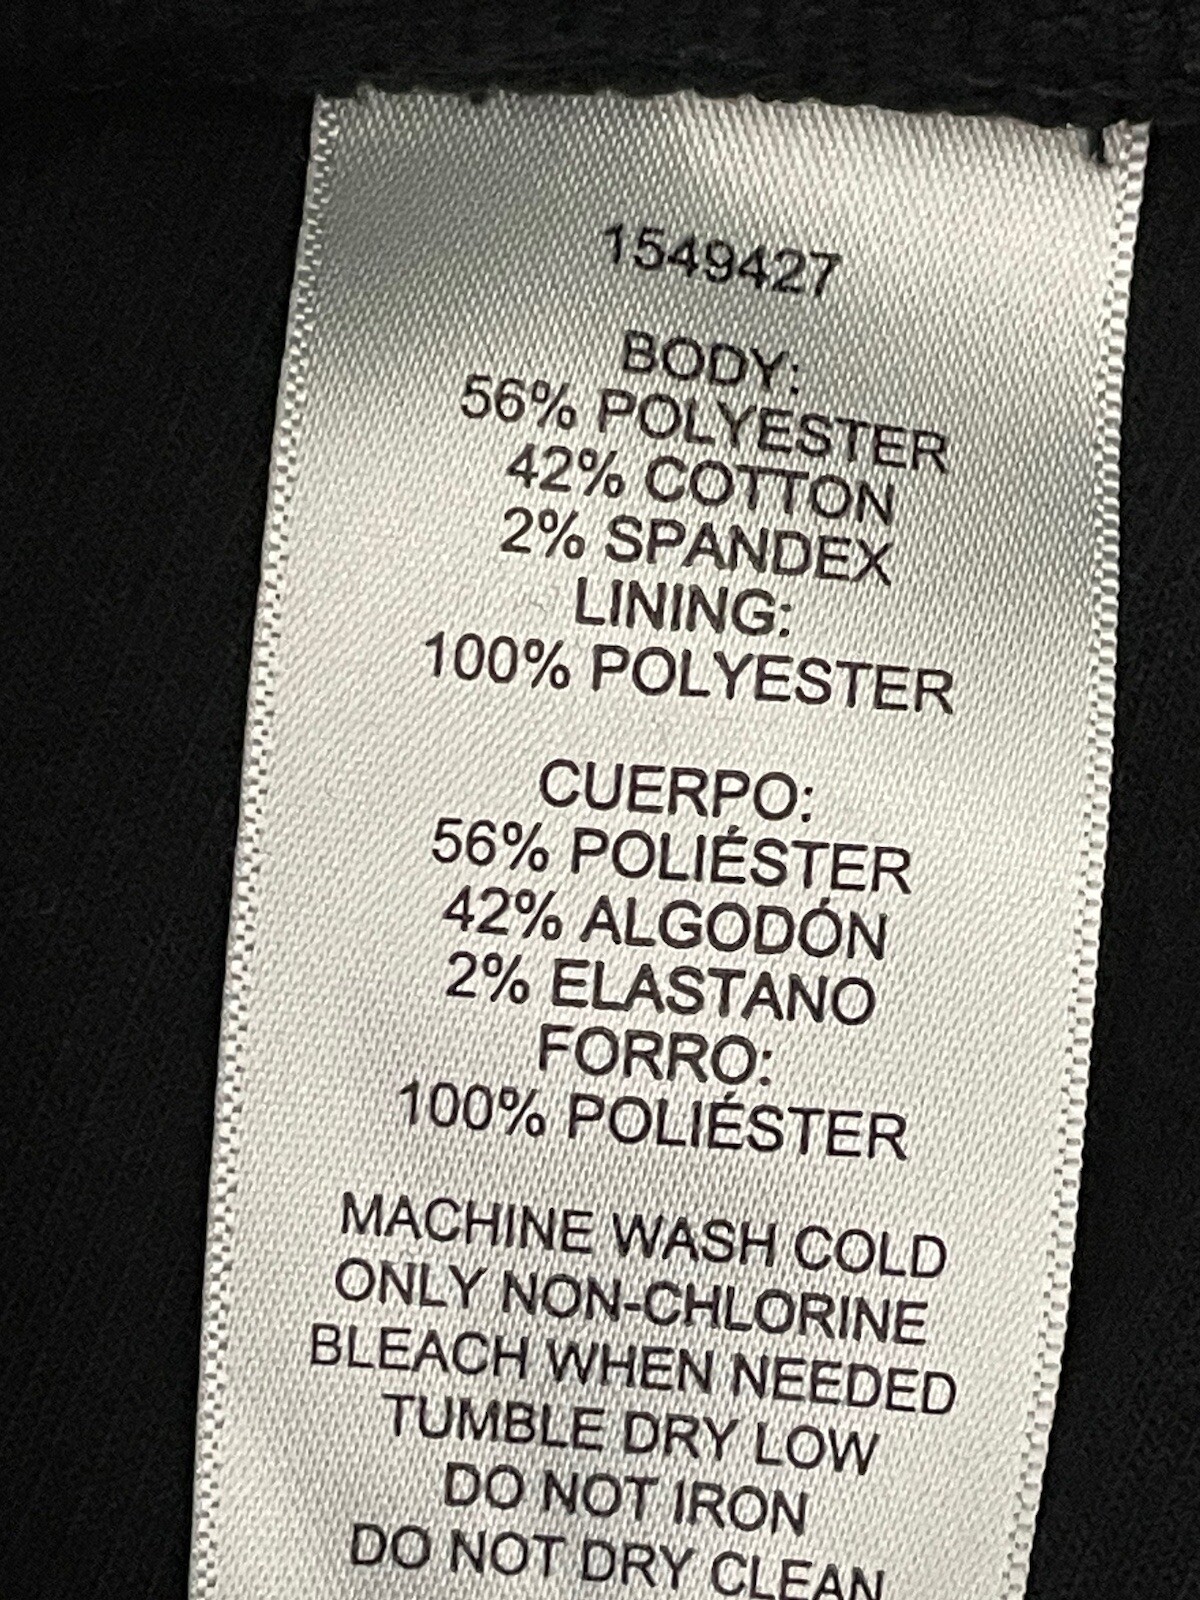 1549427
BODY:
56% POLYESTER
42% COTTON
2% SPANDEX
LINING:
100% POLYESTER
CUERPO:
56% POLIÉSTER
42% ALGODÓN
2% ELASTANO
FORRO:
100% POLIÉSTER
MACHINE WASH COLD
ONLY NON-CHLORINE
BLEACH WHEN NEEDED
TUMBLE DRY LOW
DO NOT IRON
DO NOT DRY CLEAN